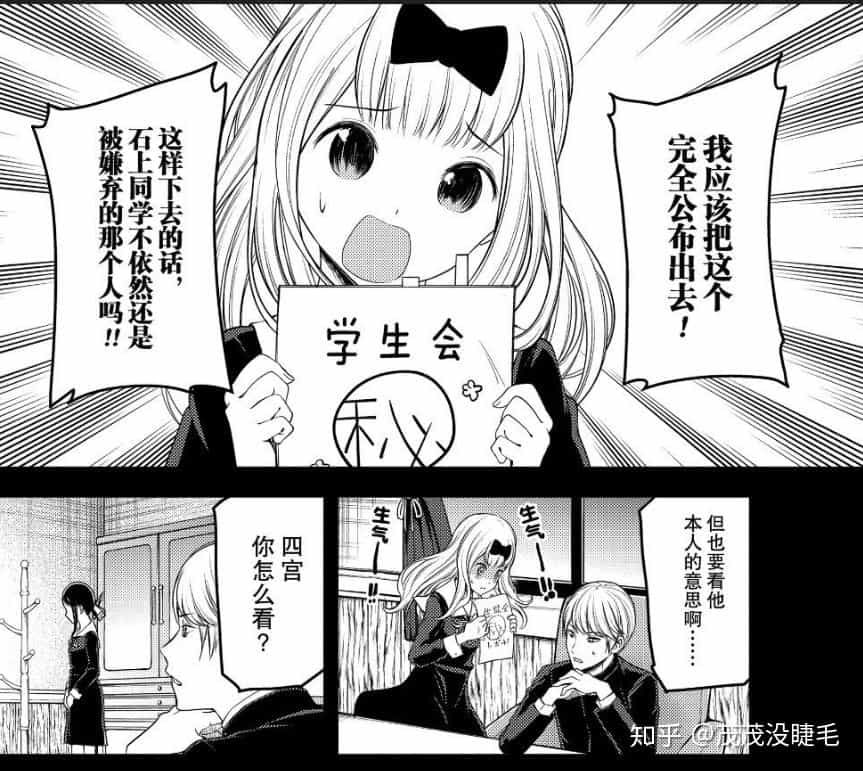 我应该把这个
完全公布出去！
这样下去的话，
石上同学不依然还是
被嫌弃的那个人吗!!
学生会
秘
但也要看他
本人的意思啊……
生气——!!
生气——!!
四宫
你怎么看？
知乎 @茂茂没睫毛